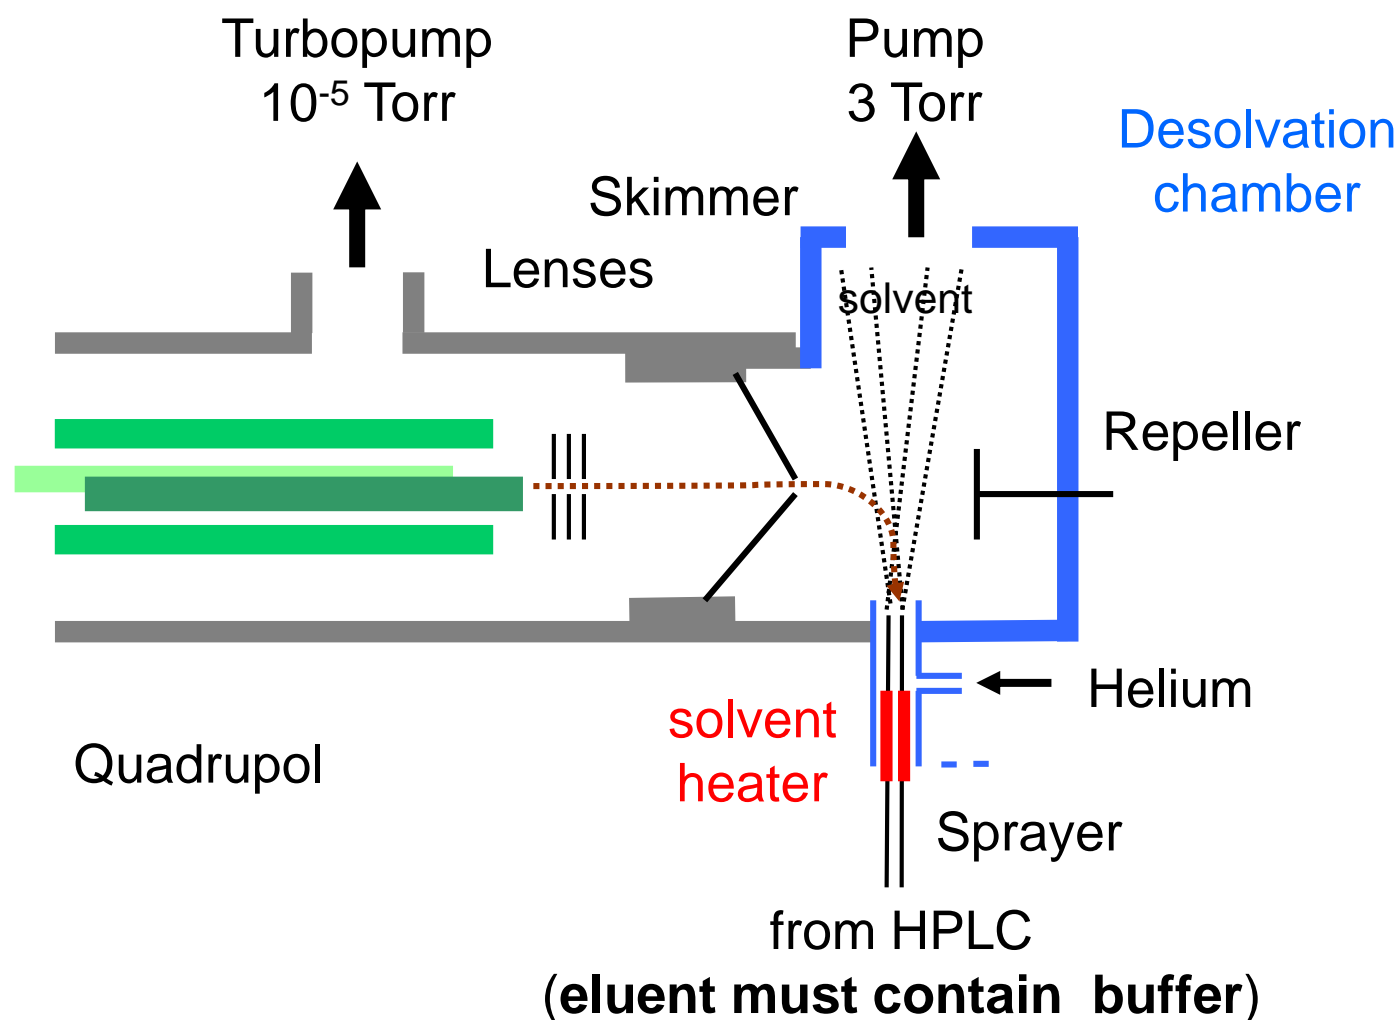 Turbopump
10-5 Torr
Pump
3 Torr
Desolvation
chamber
Skimmer
Lenses
solvent
Repeller
Helium
solvent
heater
Quadrupol
Sprayer
from HPLC
(eluent must contain  buffer)